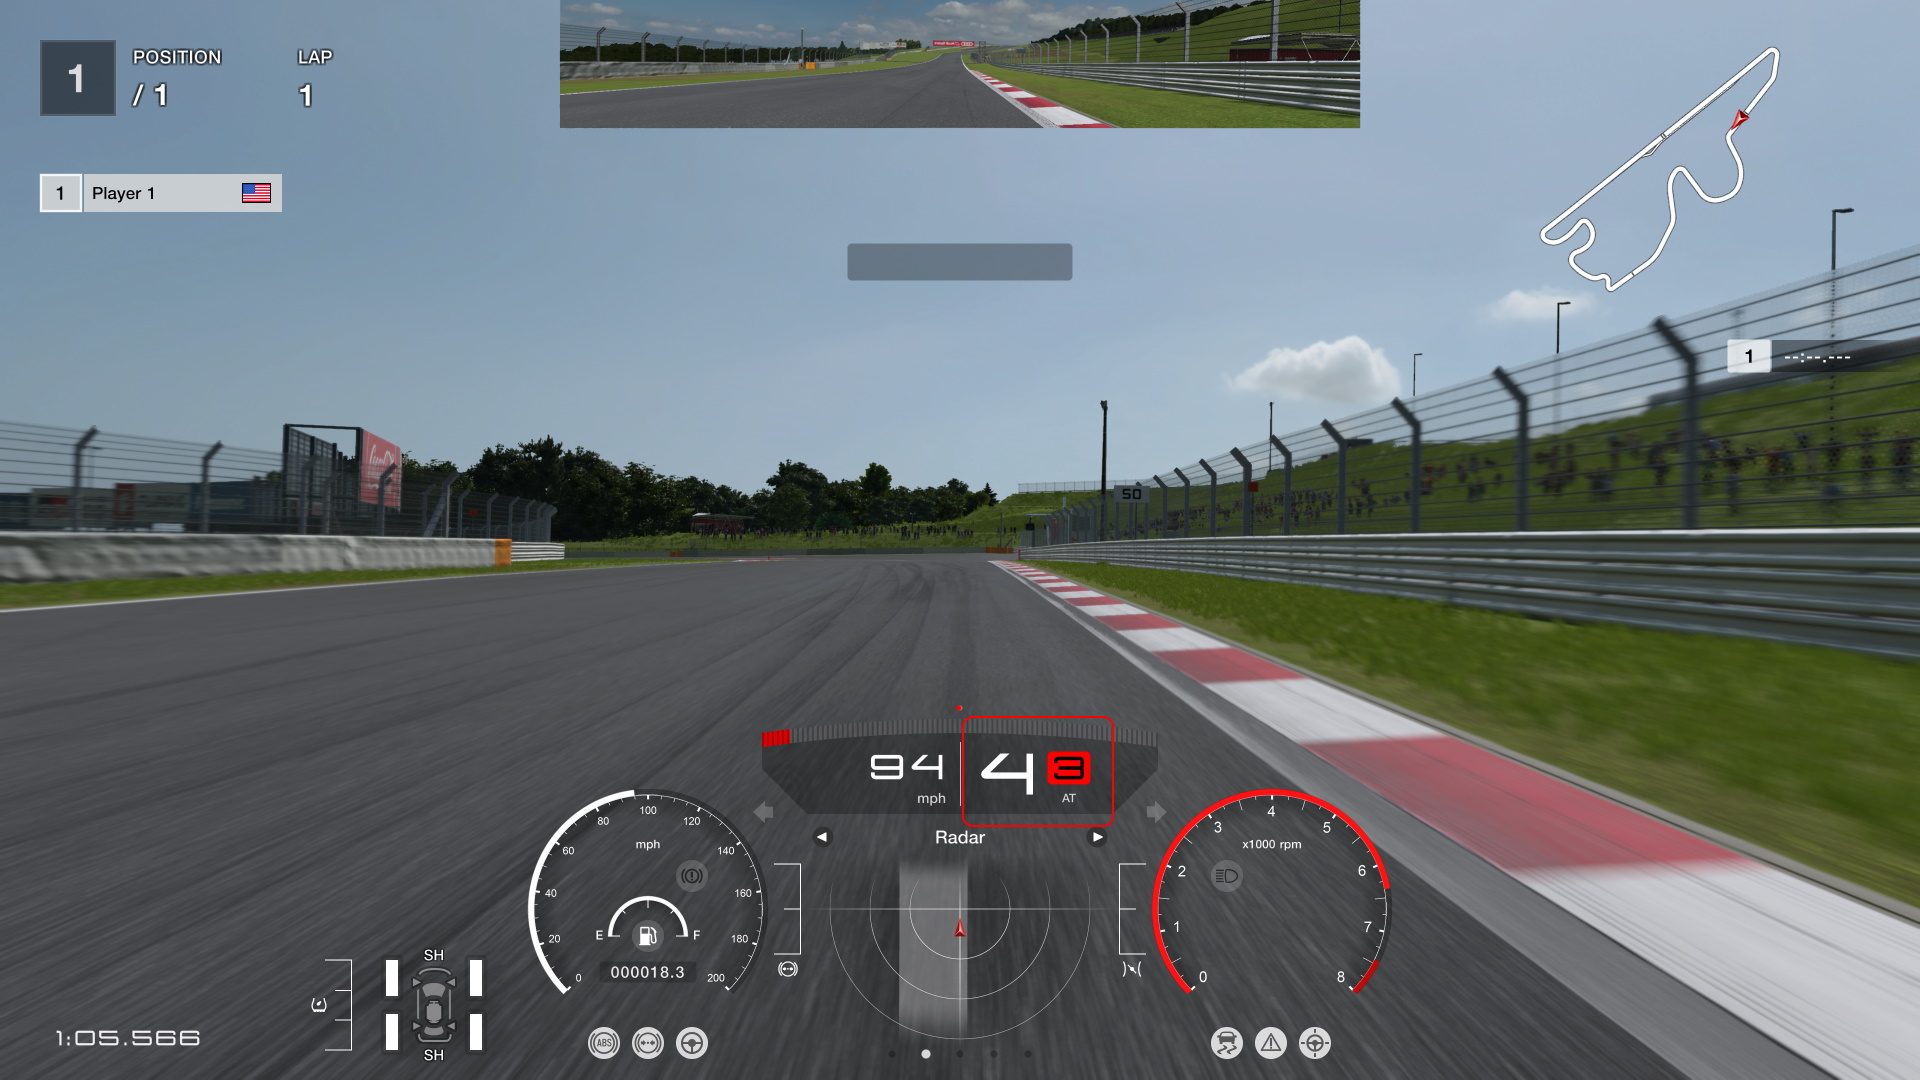 1
POSITION
/ 1
LAP
1
1 Player 1
50
1 --:--.---
94
mph
4 3
AT
Radar
0 20 40 60 80 100 120 140 160 180 200
mph
E F
000018.3
0 1 2 3 4 5 6 7 8
x1000 rpm
SH
SH
ABS
1:05.566